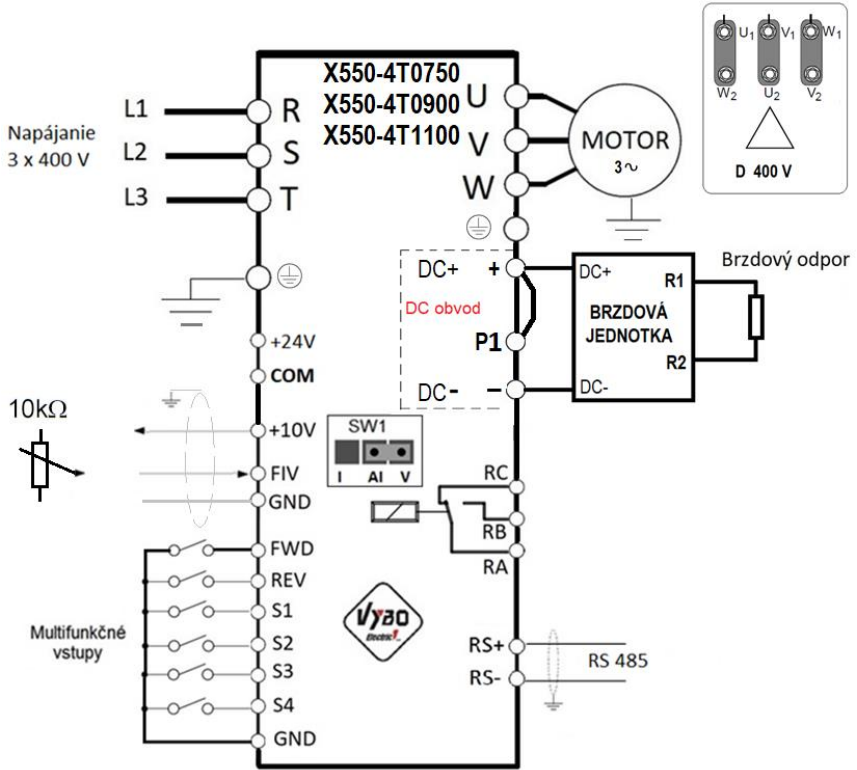 X550-4T0750
X550-4T0900
X550-4T1100
Napájanie
3 x 400 V
L1
L2
L3
R
S
T
U
V
W
MOTOR
3~
U1 V1 W1
W2 U2 V2
D 400 V
DC+ +
DC obvod
P1
DC- -
DC+
BRZDOVÁ
JEDNOTKA
DC-
R1
R2
Brzdový odpor
+24V
COM
10kΩ
+10V
FIV
GND
SW1
I AI V
RC
RB
RA
FWD
REV
S1
S2
S3
S4
GND
Multifunkčné
vstupy
VYBO
Electric
RS+
RS-
RS 485